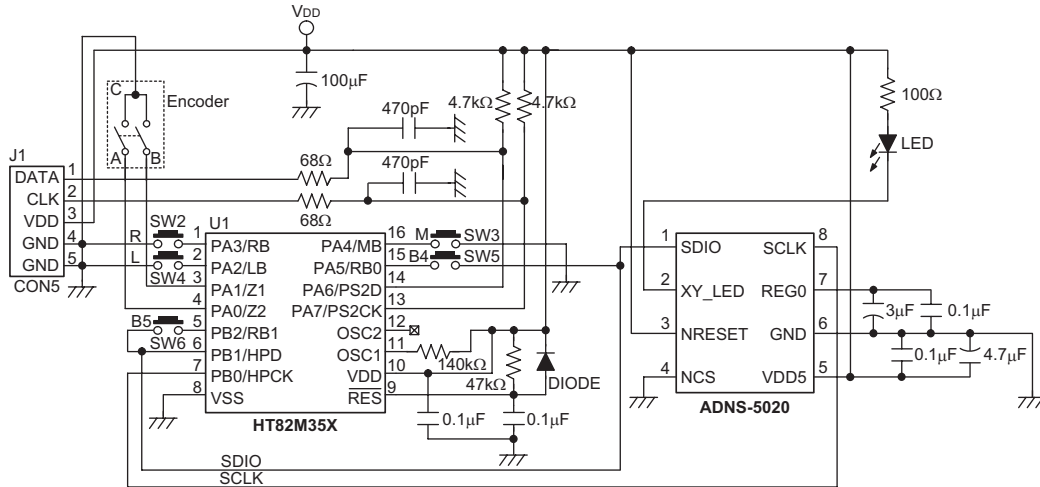 VDD
100μF
C
Encoder
A
B
470pF
470pF
4.7kΩ
4.7kΩ
100Ω
LED
J1
DATA 1
CLK 2
VDD 3
GND 4
GND 5
CON5
68Ω
68Ω
R
SW2
L
SW4
B5
SW6
U1
1 PA3/RB
2 PA2/LB
3 PA1/Z1
4 PA0/Z2
5 PB2/RB1
6 PB1/HPD
7 PB0/HPCK
8 VSS
PA4/MB 16
PA5/RB0 15
PA6/PS2D 14
PA7/PS2CK 13
OSC2 12
OSC1 11
VDD 10
RES 9
HT82M35X
M
SW3
B4
SW5
140kΩ
47kΩ
DIODE
0.1μF
0.1μF
1 SDIO
2 XY_LED
3 NRESET
4 NCS
SCLK 8
REG0 7
GND 6
VDD5 5
ADNS-5020
3μF
0.1μF
0.1μF
4.7μF
SDIO
SCLK